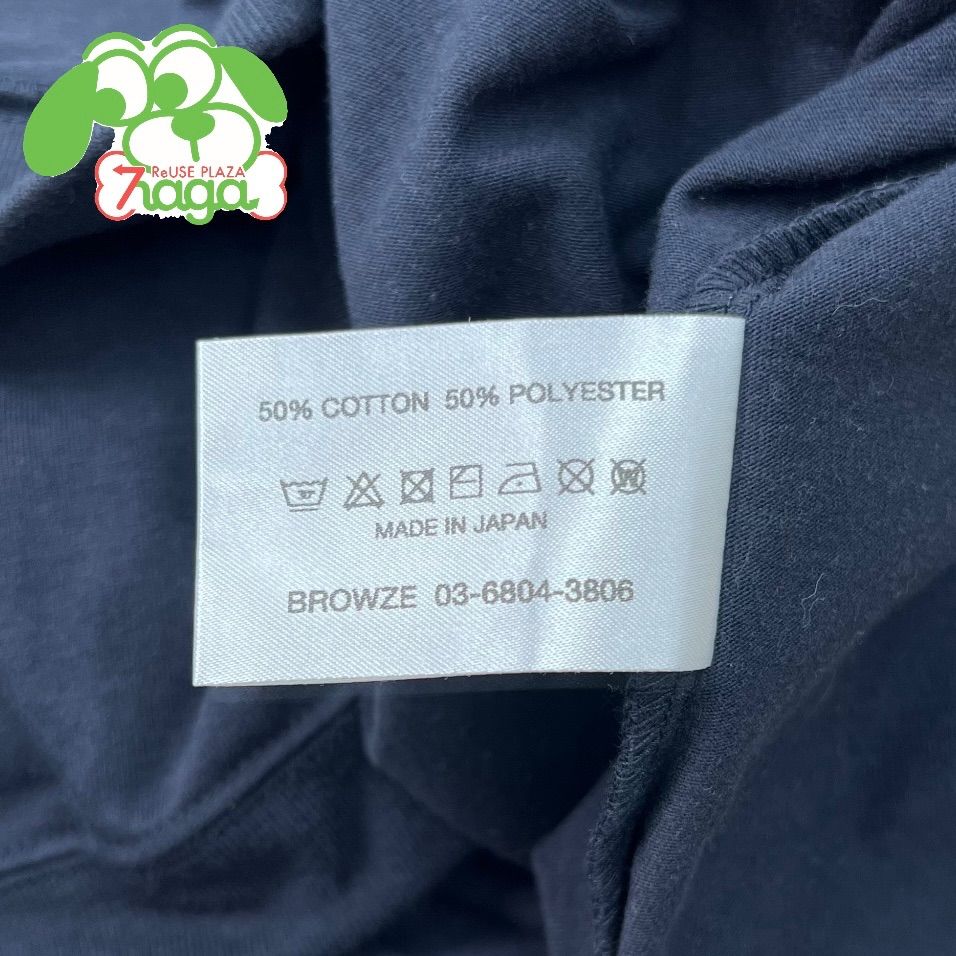 ReUSE PLAZA
7naga
50% COTTON 50% POLYESTER
W
MADE IN JAPAN
BROWZE 03-6804-3806